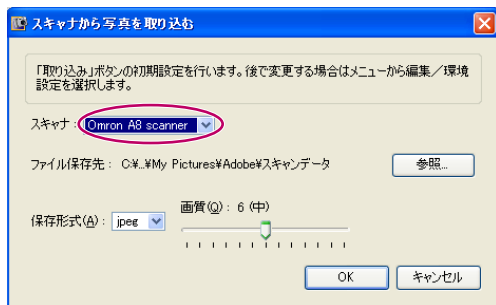 スキャナから写真を取り込む
「取り込み」ボタンの初期設定を行います。後で変更する場合はメニューから編集／環境
設定を選択します。
スキャナ： Omron A8 scanner
ファイル保存先： C:¥...¥My Pictures¥Adobe¥スキャンデータ 参照...
保存形式(A)： jpeg 画質(Q)： 6 (中)
OK キャンセル